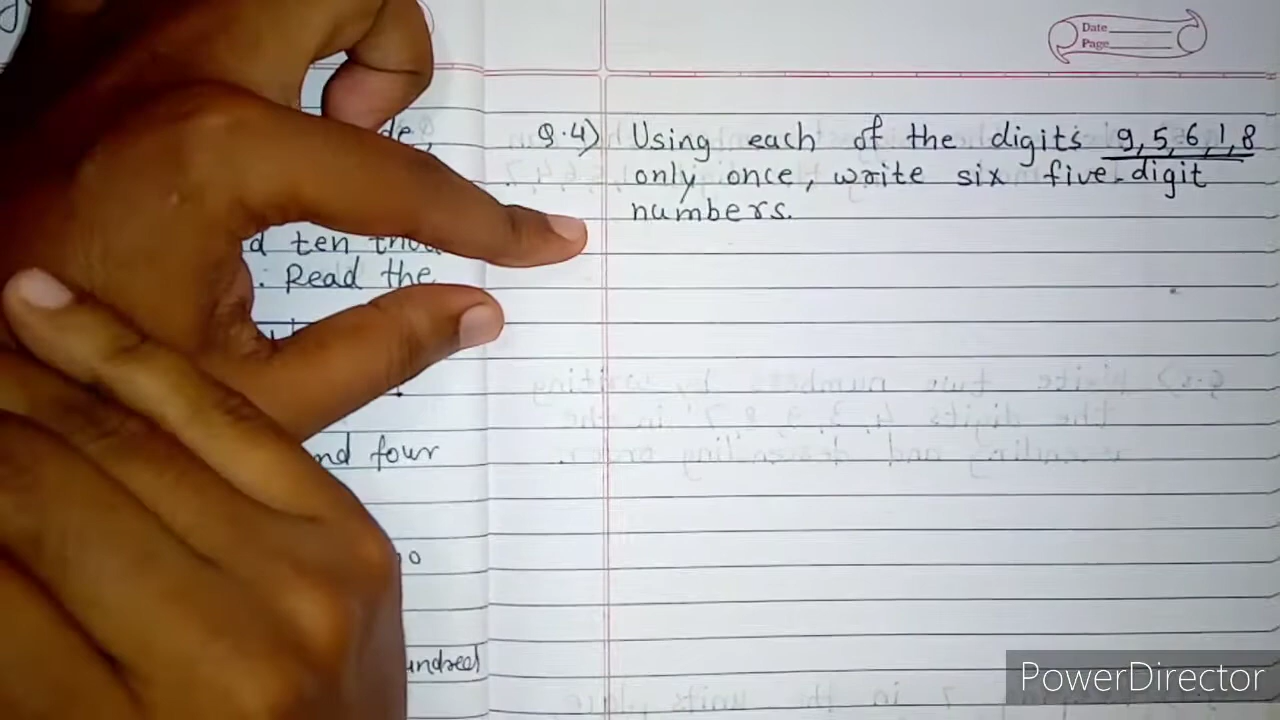 Date
Page
Q.4) Using each of the digits 9, 5, 6, 1, 8
only once, write six five-digit
numbers.
de,
d ten thou
. Read the
nd four
undred
PowerDirector